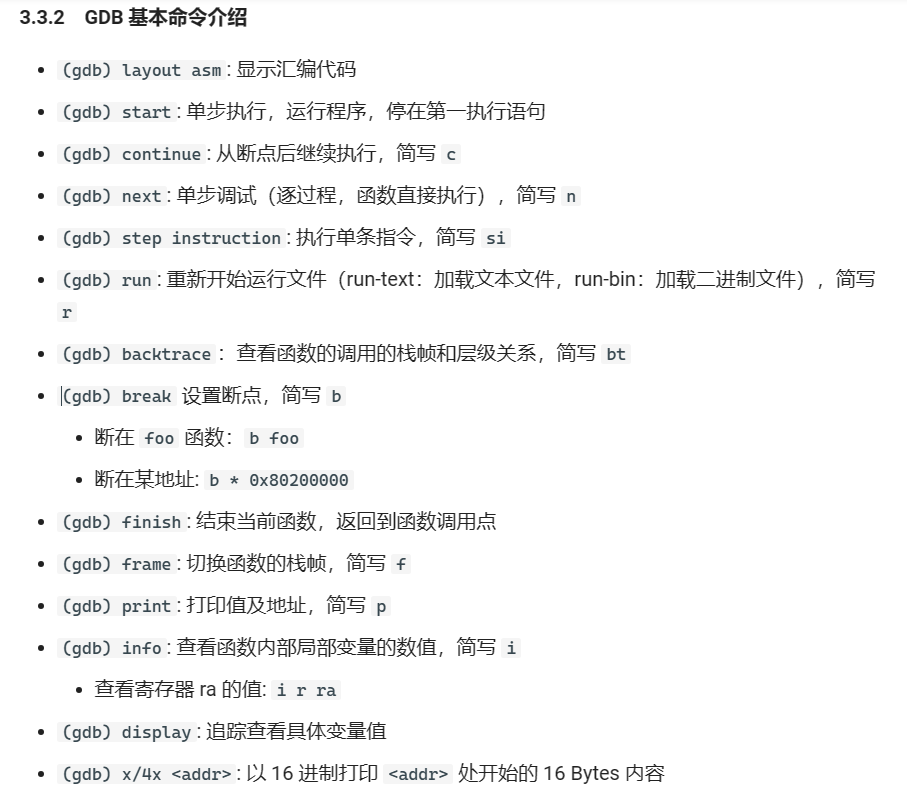 3.3.2 GDB 基本命令介绍
(gdb) layout asm : 显示汇编代码
(gdb) start : 单步执行，运行程序，停在第一执行语句
(gdb) continue : 从断点后继续执行，简写 c
(gdb) next : 单步调试（逐过程，函数直接执行），简写 n
(gdb) step instruction : 执行单条指令，简写 si
(gdb) run : 重新开始运行文件（run-text：加载文本文件，run-bin：加载二进制文件），简写
r
(gdb) backtrace ：查看函数的调用的栈帧和层级关系，简写 bt
(gdb) break 设置断点，简写 b
断在 foo 函数： b foo
断在某地址: b * 0x80200000
(gdb) finish : 结束当前函数，返回到函数调用点
(gdb) frame : 切换函数的栈帧，简写 f
(gdb) print : 打印值及地址，简写 p
(gdb) info : 查看函数内部局部变量的数值，简写 i
查看寄存器 ra 的值: i r ra
(gdb) display : 追踪查看具体变量值
(gdb) x/4x <addr> : 以 16 进制打印 <addr> 处开始的 16 Bytes 内容